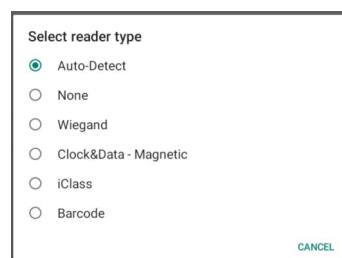 Select reader type
Auto-Detect
None
Wiegand
Clock&Data - Magnetic
iClass
Barcode
CANCEL